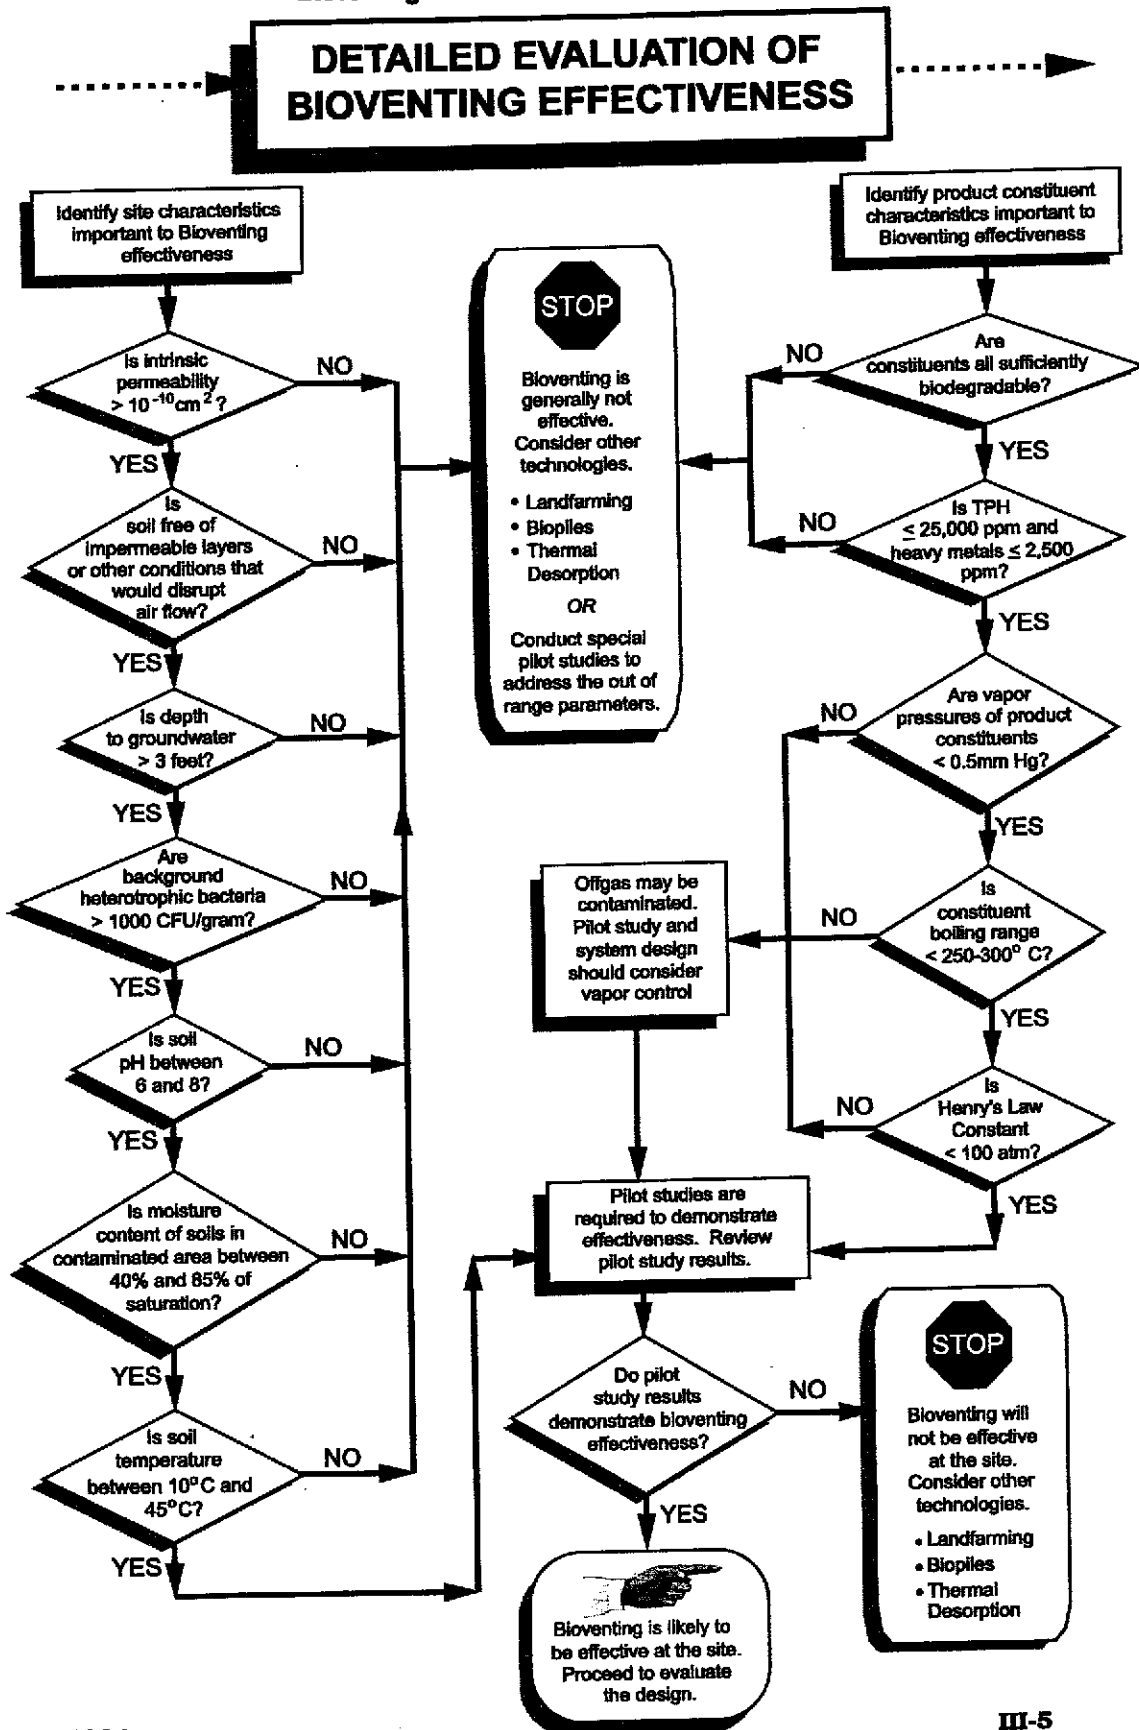 DETAILED EVALUATION OF
BIOVENTING EFFECTIVENESS
Identify site characteristics
important to Bioventing
effectiveness
Is intrinsic
permeability
> 10 -10 cm 2 ?
NO
YES
Is
soil free of
impermeable layers
or other conditions that
would disrupt
air flow?
NO
YES
Is depth
to groundwater
> 3 feet?
NO
YES
Are
background
heterotrophic bacteria
> 1000 CFU/gram?
NO
YES
Is soil
pH between
6 and 8?
NO
YES
Is moisture
content of soils in
contaminated area between
40% and 85% of
saturation?
NO
YES
Is soil
temperature
between 10°C and
45°C?
NO
YES
STOP
Bioventing is
generally not
effective.
Consider other
technologies.
• Landfarming
• Biopiles
• Thermal
Desorption
OR
Conduct special
pilot studies to
address the out of
range parameters.
Identify product constituent
characteristics important to
Bioventing effectiveness
Are
constituents all sufficiently
biodegradable?
NO
YES
Is TPH
≤ 25,000 ppm and
heavy metals ≤ 2,500
ppm?
NO
YES
Are vapor
pressures of product
constituents
< 0.5mm Hg?
NO
YES
Is
constituent
boiling range
< 250-300° C?
NO
YES
Is
Henry's Law
Constant
< 100 atm?
NO
YES
Offgas may be
contaminated.
Pilot study and
system design
should consider
vapor control
Pilot studies are
required to demonstrate
effectiveness. Review
pilot study results.
Do pilot
study results
demonstrate bioventing
effectiveness?
NO
YES
STOP
Bioventing will
not be effective
at the site.
Consider other
technologies.
• Landfarming
• Biopiles
• Thermal
Desorption
Bioventing is likely to
be effective at the site.
Proceed to evaluate
the design.
III-5